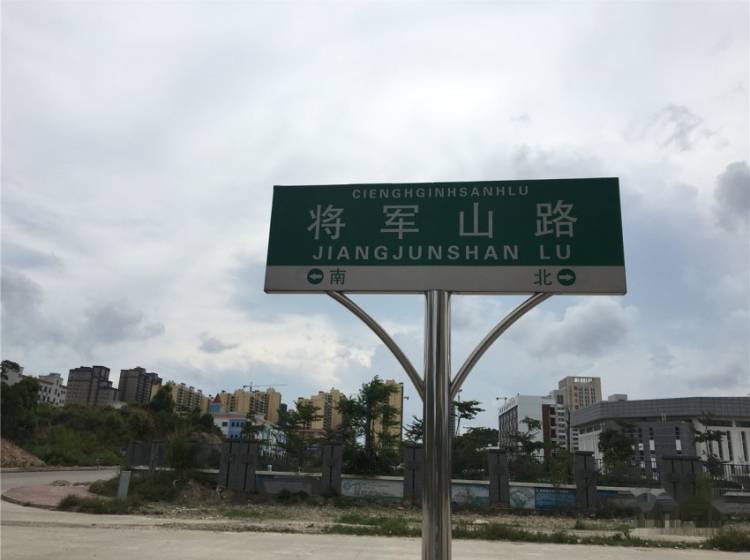 CIENGHGINHSANHLU
将军山路
JIANGJUNSHAN LU
南 北